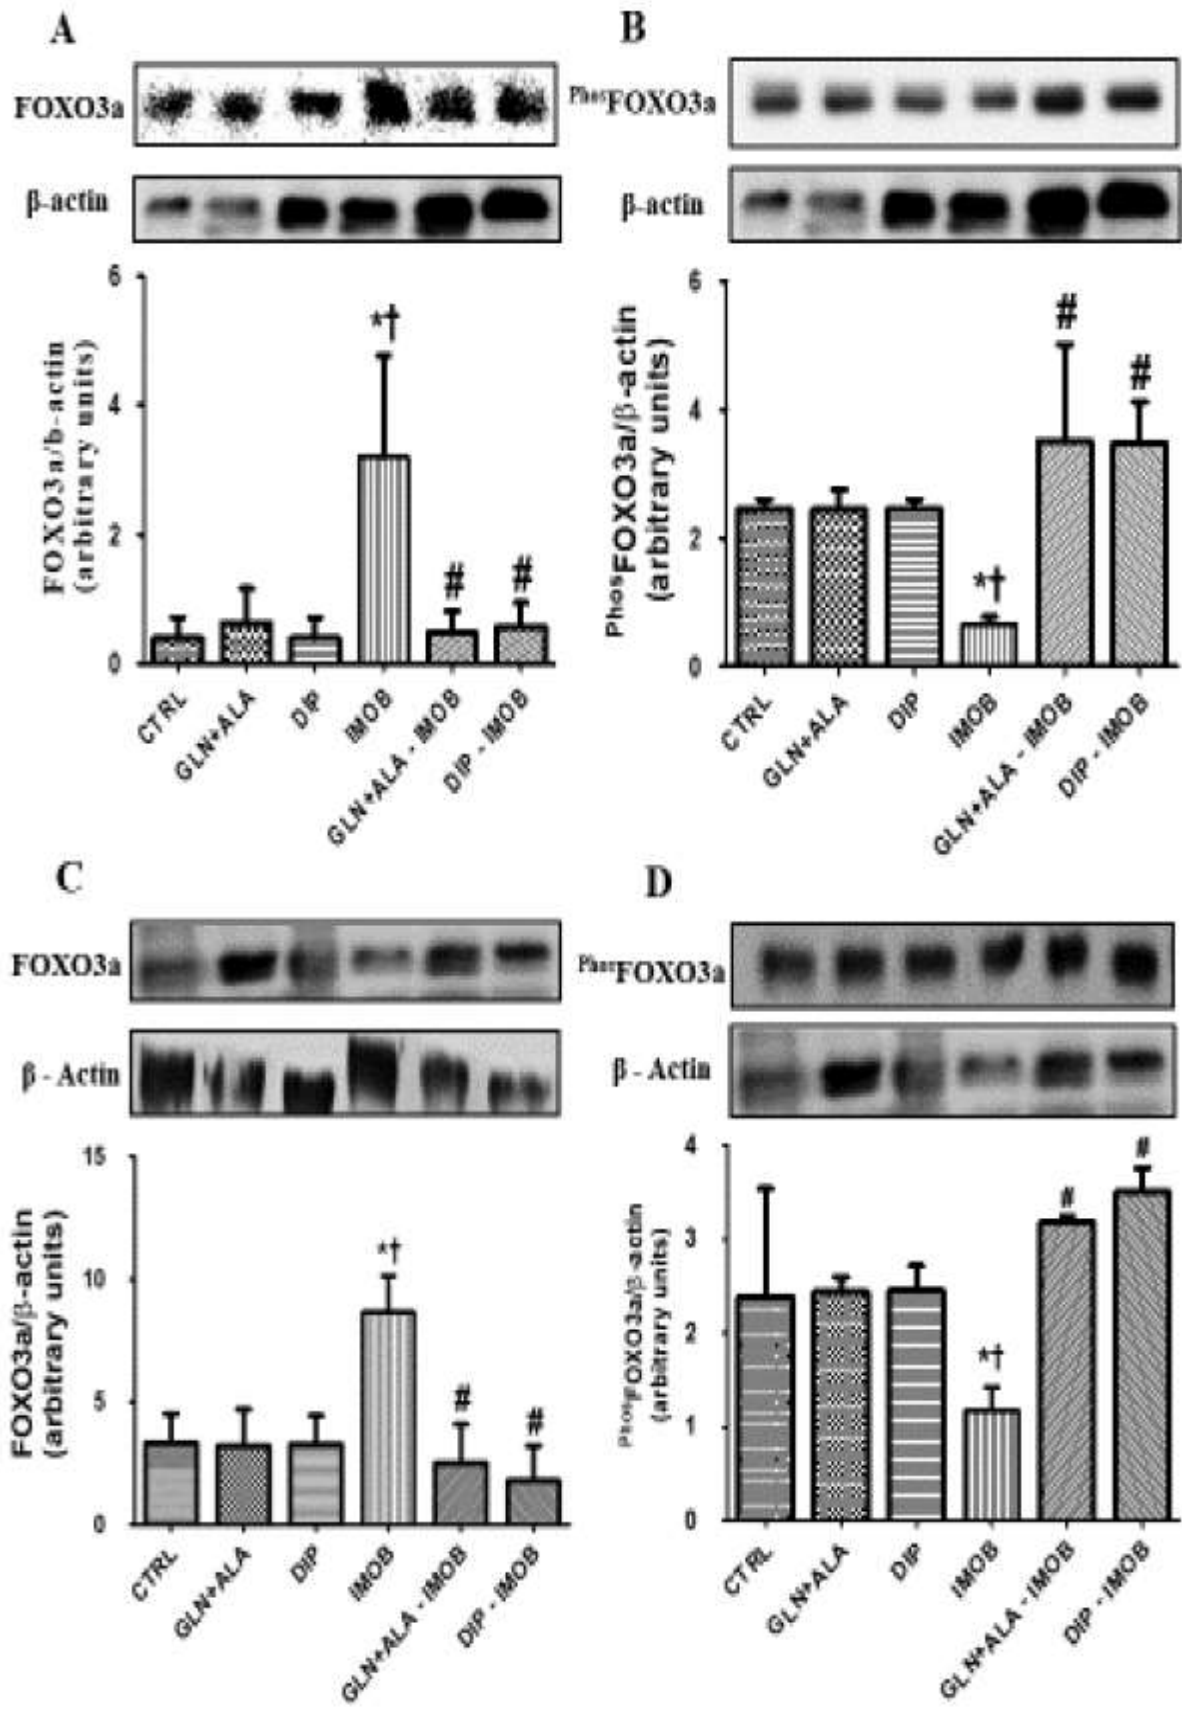 A
FOXO3a
β-actin
FOXO3a/b-actin
(arbitrary units)
6
4
2
0
*†
#
#
CTRL
GLN+ALA
DIP
IMOB
GLN+ALA - IMOB
DIP - IMOB
B
PhosFOXO3a
β-actin
PhosFOXO3a/β-actin
(arbitrary units)
6
4
2
0
*†
#
#
CTRL
GLN+ALA
DIP
IMOB
GLN+ALA - IMOB
DIP - IMOB
C
FOXO3a
β - Actin
FOXO3a/β-actin
(arbitrary units)
15
10
5
0
*†
#
#
CTRL
GLN+ALA
DIP
IMOB
GLN+ALA - IMOB
DIP - IMOB
D
PhosFOXO3a
β - Actin
PhosFOXO3a/β-actin
(arbitrary units)
4
3
2
1
0
*†
#
#
CTRL
GLN+ALA
DIP
IMOB
GLN+ALA - IMOB
DIP - IMOB